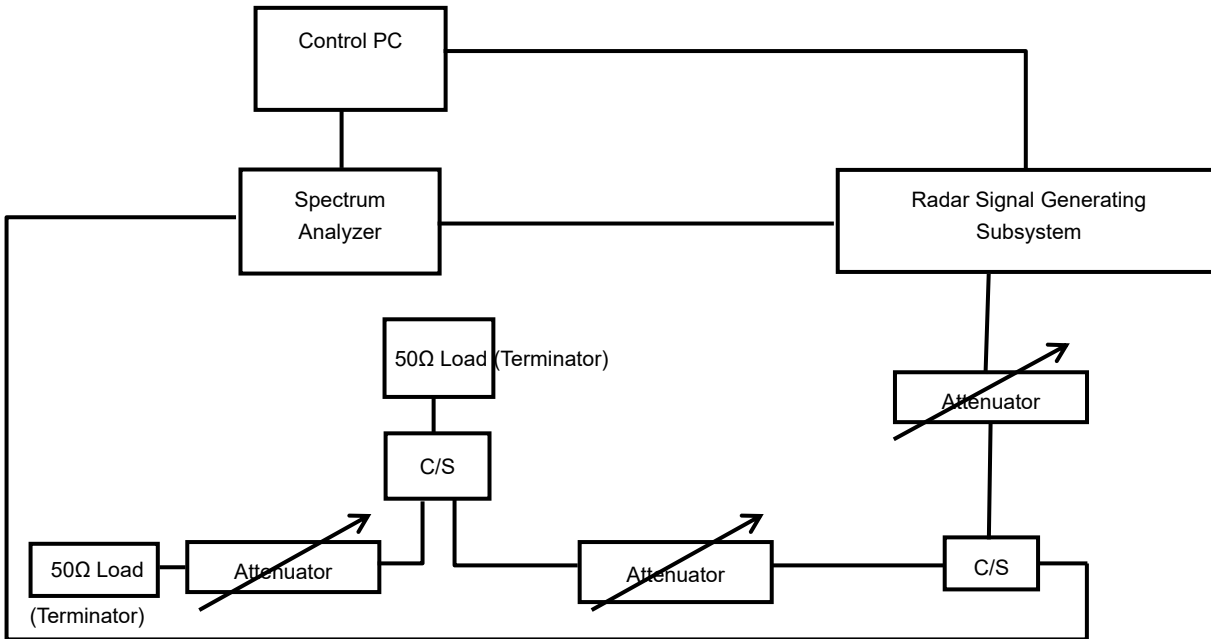 Control PC
Spectrum
Analyzer
Radar Signal Generating
Subsystem
50Ω Load (Terminator)
Attenuator
C/S
50Ω Load
(Terminator)
Attenuator
Attenuator
C/S